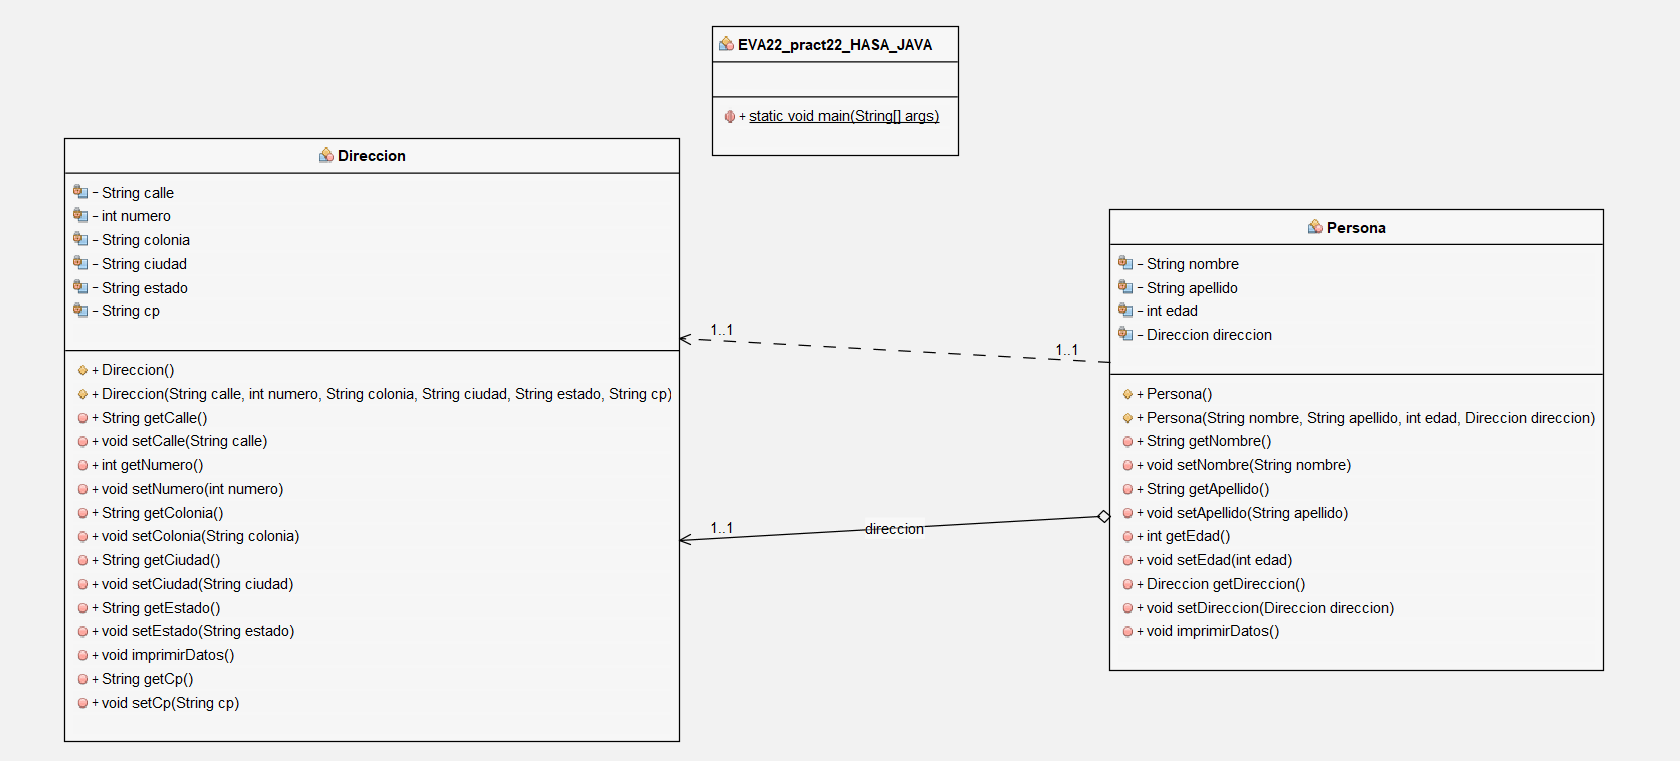 EVA22_pract22_HASA_JAVA
+ static void main(String[] args)
Direccion
- String calle
- int numero
- String colonia
- String ciudad
- String estado
- String cp
+ Direccion()
+ Direccion(String calle, int numero, String colonia, String ciudad, String estado, String cp)
+ String getCalle()
+ void setCalle(String calle)
+ int getNumero()
+ void setNumero(int numero)
+ String getColonia()
+ void setColonia(String colonia)
+ String getCiudad()
+ void setCiudad(String ciudad)
+ String getEstado()
+ void setEstado(String estado)
+ void imprimirDatos()
+ String getCp()
+ void setCp(String cp)
1..1
1..1
1..1
direccion
Persona
- String nombre
- String apellido
- int edad
- Direccion direccion
+ Persona()
+ Persona(String nombre, String apellido, int edad, Direccion direccion)
+ String getNombre()
+ void setNombre(String nombre)
+ String getApellido()
+ void setApellido(String apellido)
+ int getEdad()
+ void setEdad(int edad)
+ Direccion getDireccion()
+ void setDireccion(Direccion direccion)
+ void imprimirDatos()